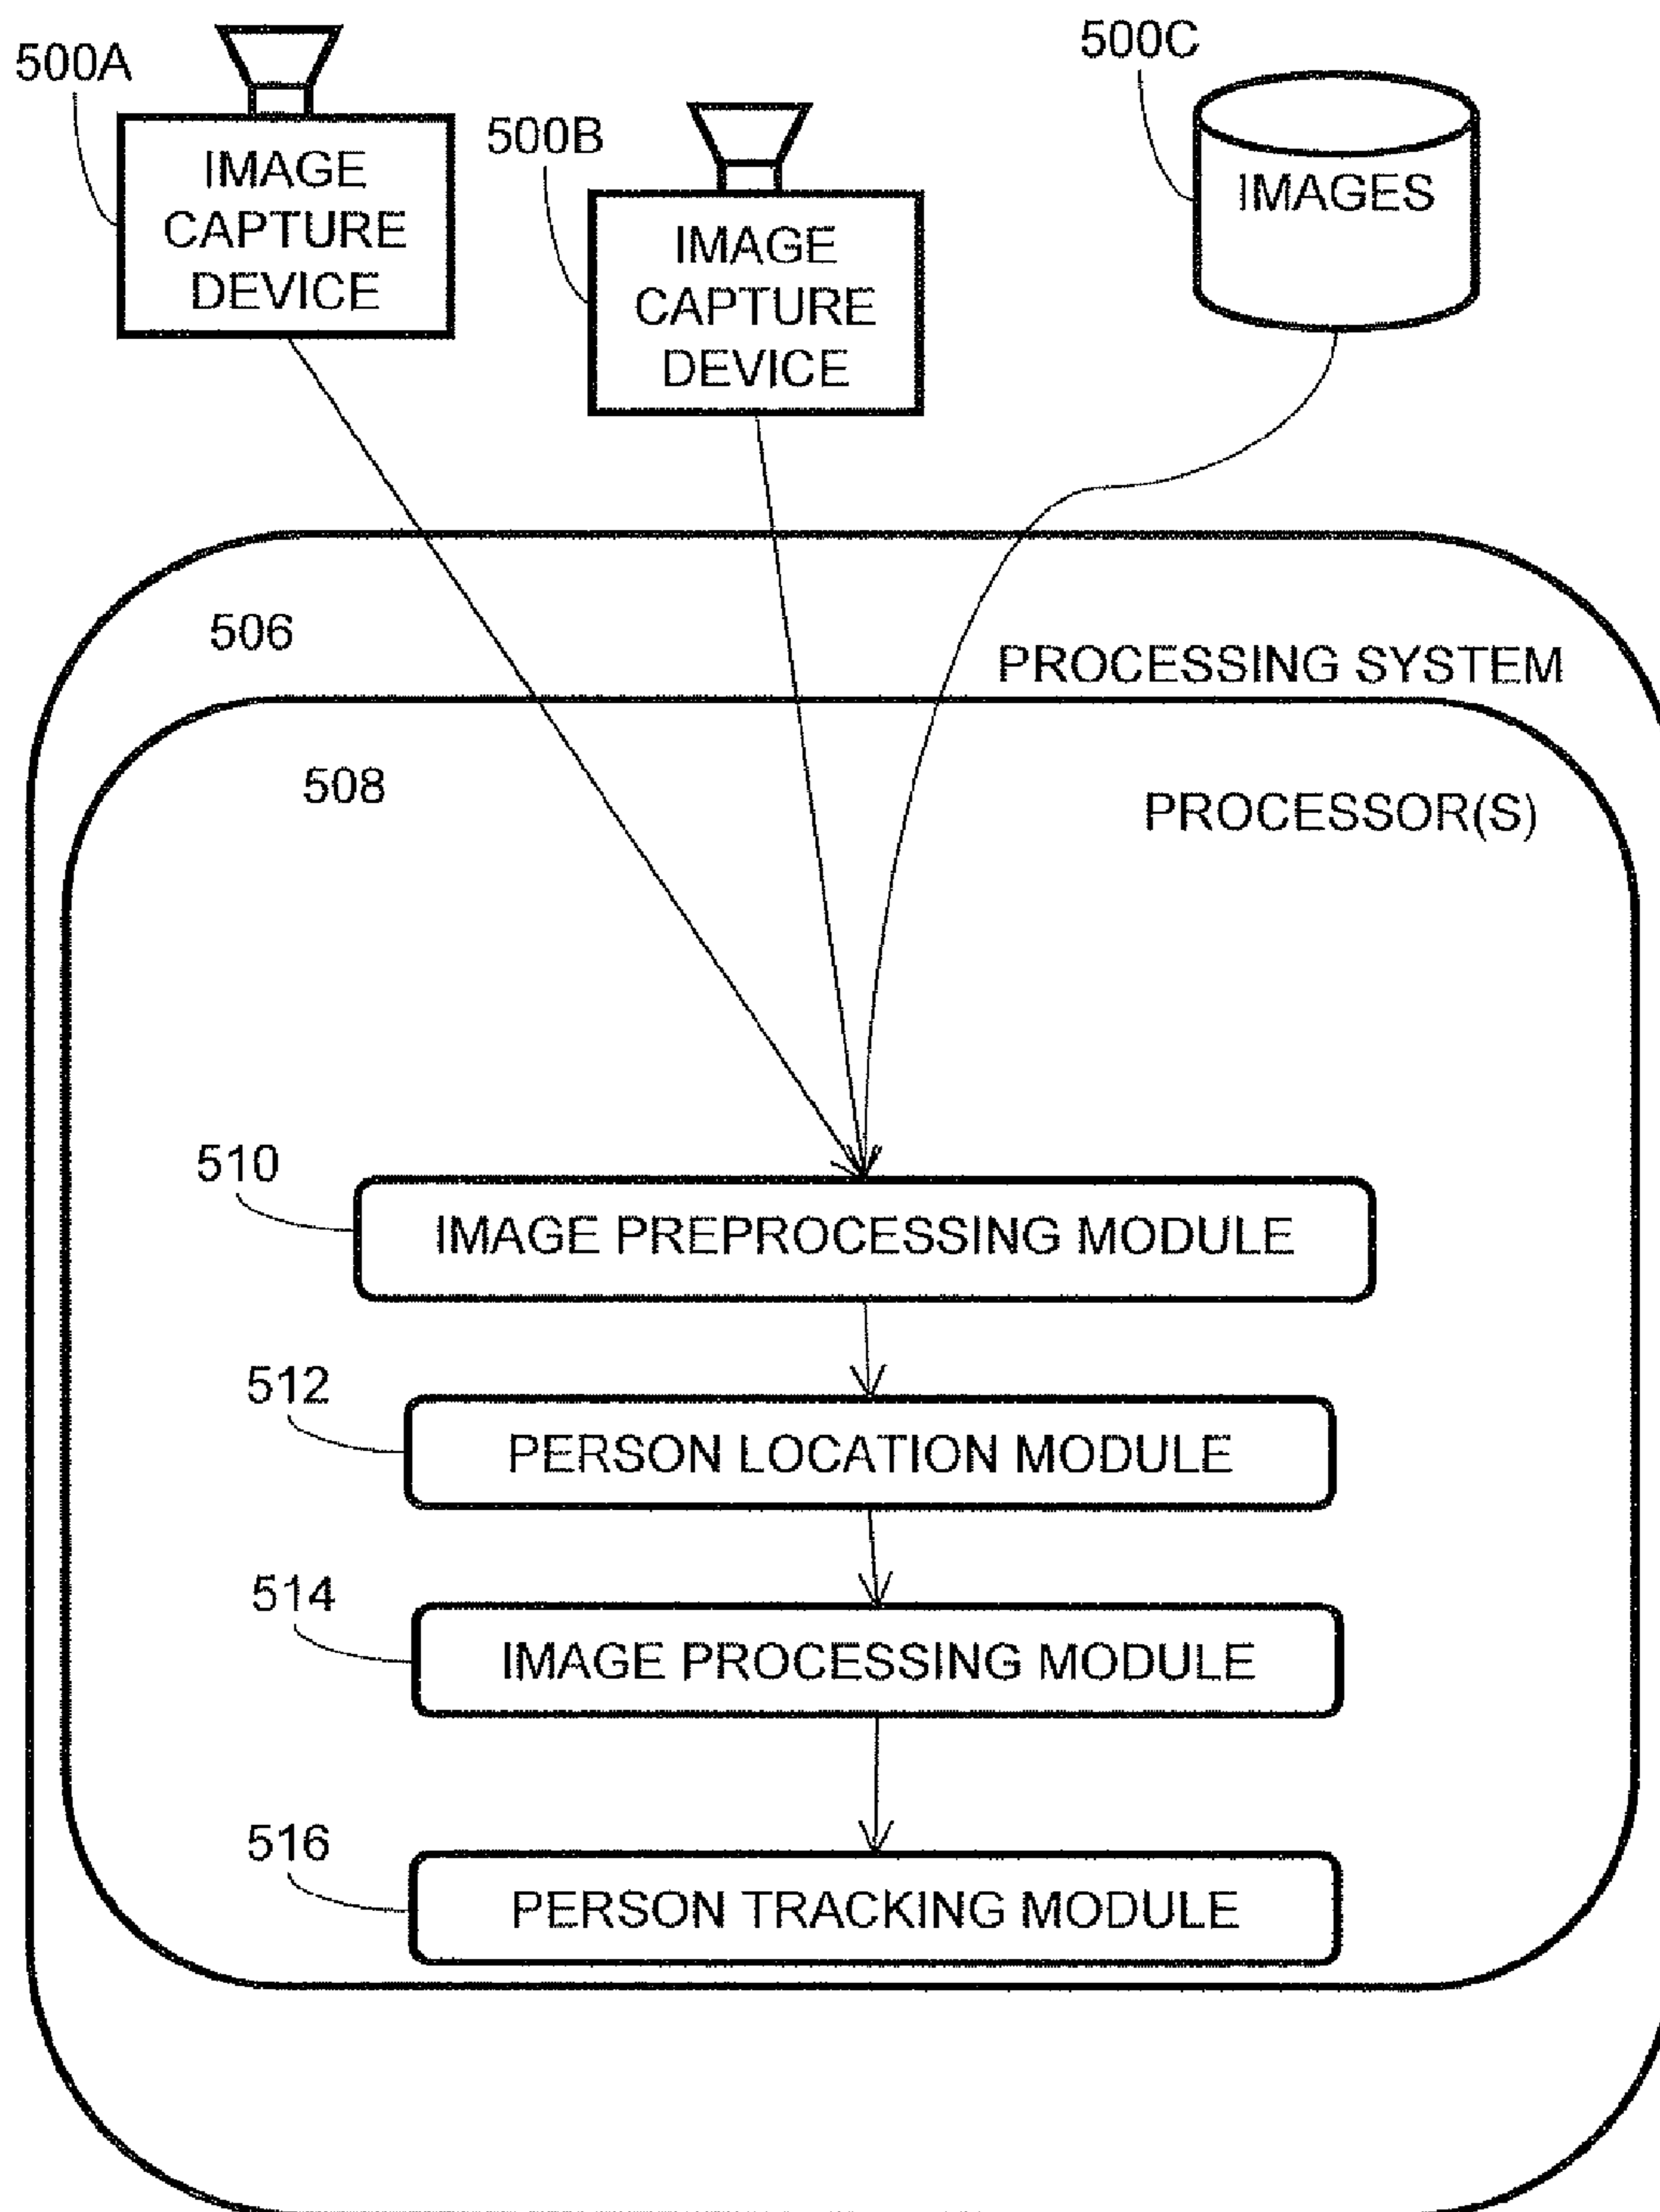 500A
IMAGE
CAPTURE
DEVICE
500B
IMAGE
CAPTURE
DEVICE
500C
IMAGES
506
PROCESSING SYSTEM
508
PROCESSOR(S)
510
IMAGE PREPROCESSING MODULE
512
PERSON LOCATION MODULE
514
IMAGE PROCESSING MODULE
516
PERSON TRACKING MODULE